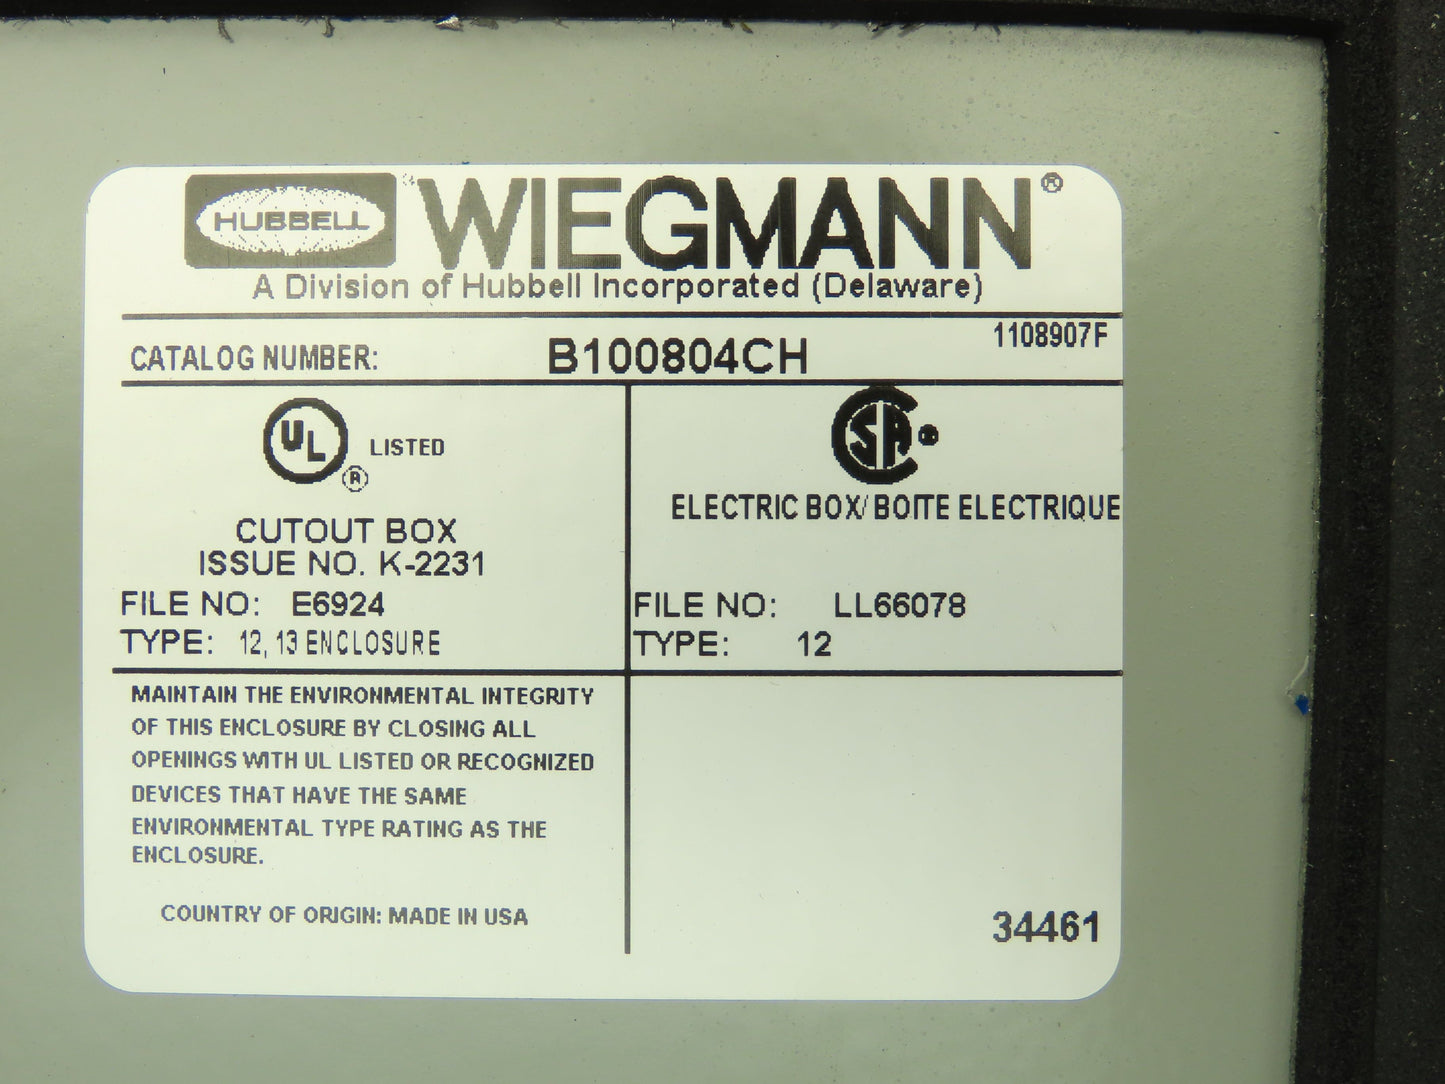 HUBBELL WIEGMANN®
A Division of Hubbell Incorporated (Delaware)
1108907F
CATALOG NUMBER: B100804CH
UL® LISTED
CUTOUT BOX
ISSUE NO. K-2231
FILE NO: E6924
TYPE: 12, 13 ENCLOSURE
CSA®
ELECTRIC BOX/ BOITE ELECTRIQUE
FILE NO: LL66078
TYPE: 12
MAINTAIN THE ENVIRONMENTAL INTEGRITY
OF THIS ENCLOSURE BY CLOSING ALL
OPENINGS WITH UL LISTED OR RECOGNIZED
DEVICES THAT HAVE THE SAME
ENVIRONMENTAL TYPE RATING AS THE
ENCLOSURE.
COUNTRY OF ORIGIN: MADE IN USA
34461